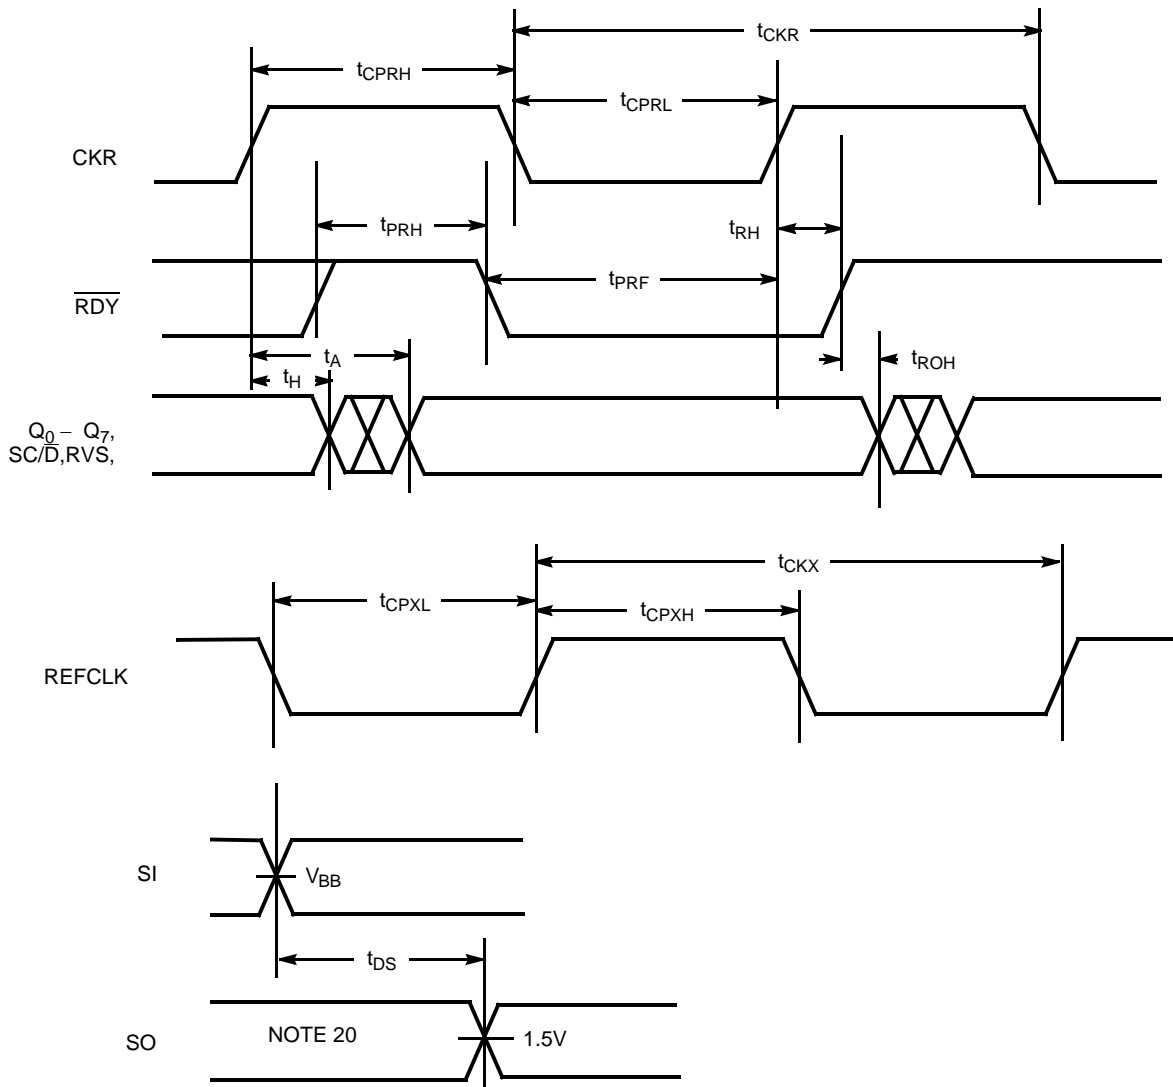 tCKR
tCPRH
tCPRL
CKR
tPRH
tRH
tPRF
RDY
tA
tROH
tH
Q0 – Q7,
SC/D,RVS,
tCKX
tCPXL
tCPXH
REFCLK
SI
VBB
tDS
NOTE 20
1.5V
SO